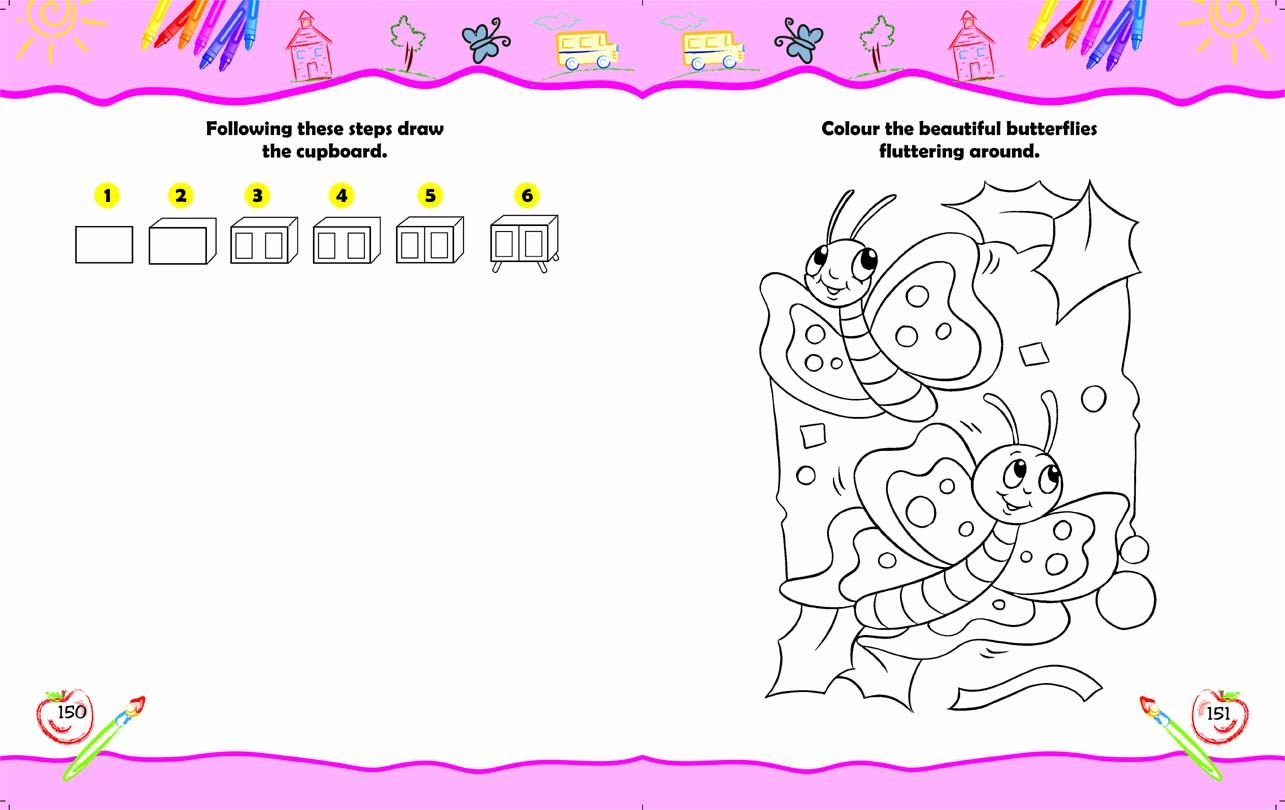 Following these steps draw
the cupboard.
1 2 3 4 5 6
150
Colour the beautiful butterflies
fluttering around.
151